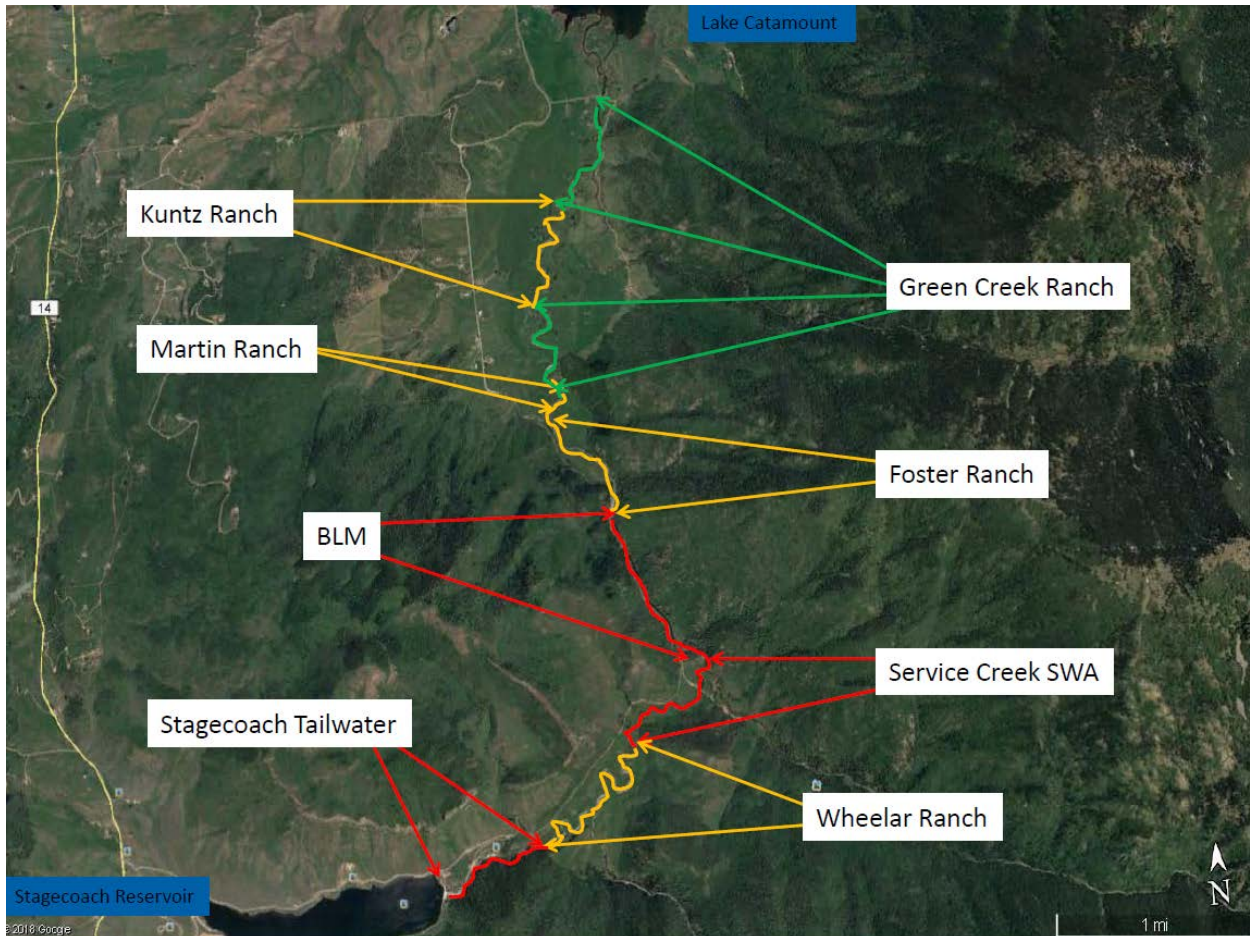 Lake Catamount
Kuntz Ranch
Green Creek Ranch
14
Martin Ranch
Foster Ranch
BLM
Service Creek SWA
Stagecoach Tailwater
Wheelar Ranch
Stagecoach Reservoir
N
1 mi
© 2018 Google